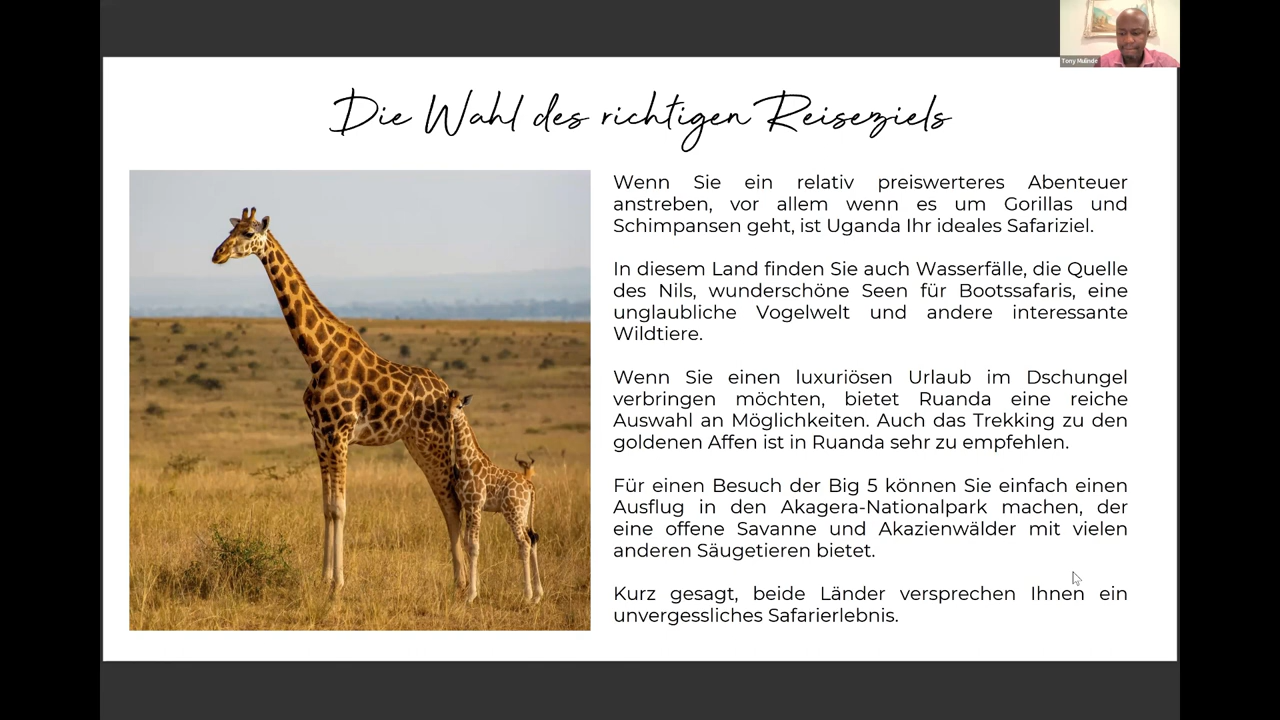 Tony Mulinde
Die Wahl des richtigen Reiseziels
Wenn Sie ein relativ preiswerteres Abenteuer
anstreben, vor allem wenn es um Gorillas und
Schimpansen geht, ist Uganda Ihr ideales Safariziel.
In diesem Land finden Sie auch Wasserfälle, die Quelle
des Nils, wunderschöne Seen für Bootssafaris, eine
unglaubliche Vogelwelt und andere interessante
Wildtiere.
Wenn Sie einen luxuriösen Urlaub im Dschungel
verbringen möchten, bietet Ruanda eine reiche
Auswahl an Möglichkeiten. Auch das Trekking zu den
goldenen Affen ist in Ruanda sehr zu empfehlen.
Für einen Besuch der Big 5 können Sie einfach einen
Ausflug in den Akagera-Nationalpark machen, der
eine offene Savanne und Akazienwälder mit vielen
anderen Säugetieren bietet.
Kurz gesagt, beide Länder versprechen Ihnen ein
unvergessliches Safarierlebnis.